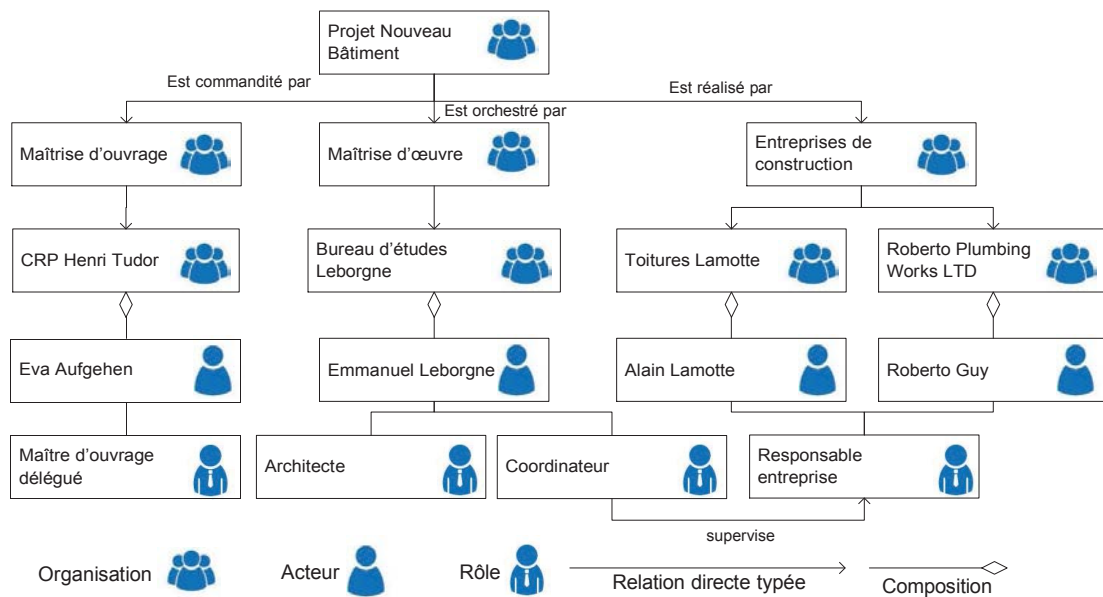 Projet Nouveau
Bâtiment
Est commandité par
Est orchestré par
Est réalisé par
Maîtrise d'ouvrage
Maîtrise d'œuvre
Entreprises de
construction
CRP Henri Tudor
Bureau d'études
Leborgne
Toitures Lamotte
Roberto Plumbing
Works LTD
Eva Aufgehen
Emmanuel Leborgne
Alain Lamotte
Roberto Guy
Maître d'ouvrage
délégué
Architecte
Coordinateur
Responsable
entreprise
supervise
Organisation
Acteur
Rôle
Relation directe typée
Composition